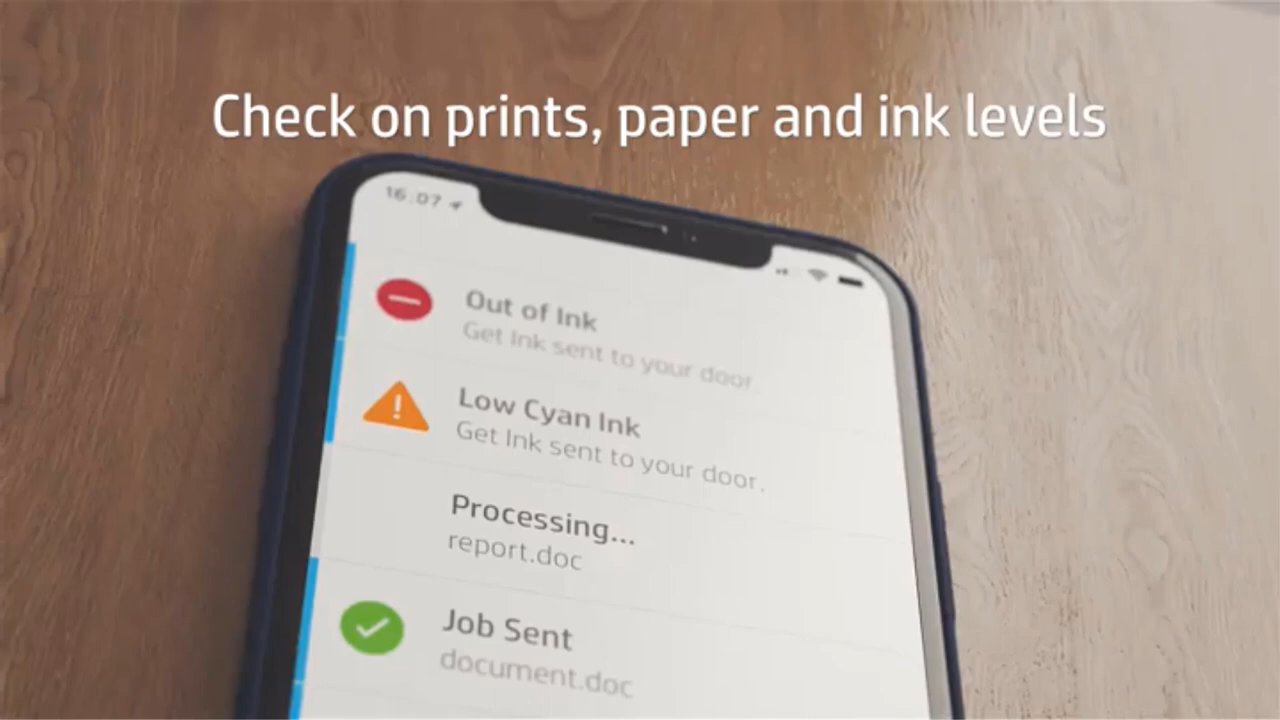 Check on prints, paper and ink levels
16.07
Out of Ink
Get Ink sent to your door.
Low Cyan Ink
Get Ink sent to your door.
Processing...
report.doc
Job Sent
document.doc